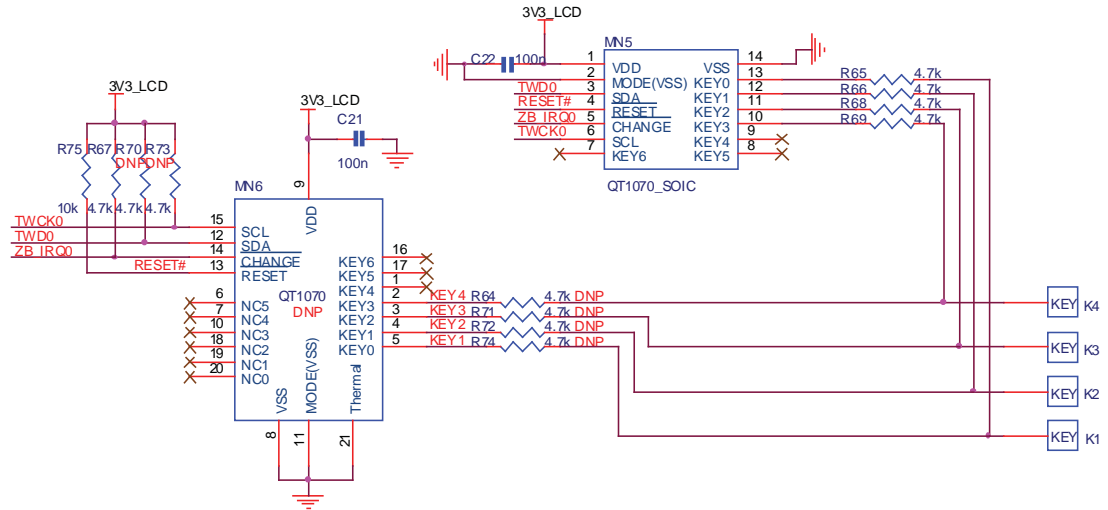 3V3_LCD
MN5
C22 100n
1 VDD
2 MODE(VSS)
3 SDA
4 RESET
5 CHANGE
6 SCL
7 KEY6
VSS 14
KEY0 13
KEY1 12
KEY2 11
KEY3 10
KEY4 9
KEY5 8
TWD0
RESET#
ZB_IRQ0
TWCK0
QT1070_SOIC
R65 4.7k
R66 4.7k
R68 4.7k
R69 4.7k
3V3_LCD
3V3_LCD
C21
100n
R75 R67 R70 R73
DNP DNP
10k 4.7k 4.7k 4.7k
MN6
9
VDD
TWCK0 15 SCL
TWD0 12 SDA
ZB_IRQ0 14 CHANGE
RESET# 13 RESET
6 NC5
7 NC4
10 NC3
18 NC2
19 NC1
20 NC0
QT1070
DNP
KEY6 16
KEY5 17
KEY4 1
KEY3 2
KEY2 3
KEY1 4
KEY0 5
VSS
MODE(VSS)
Thermal
8
11
21
KEY4 R64 4.7k DNP
KEY3 R71 4.7k DNP
KEY2 R72 4.7k DNP
KEY1 R74 4.7k DNP
KEY K4
KEY K3
KEY K2
KEY K1